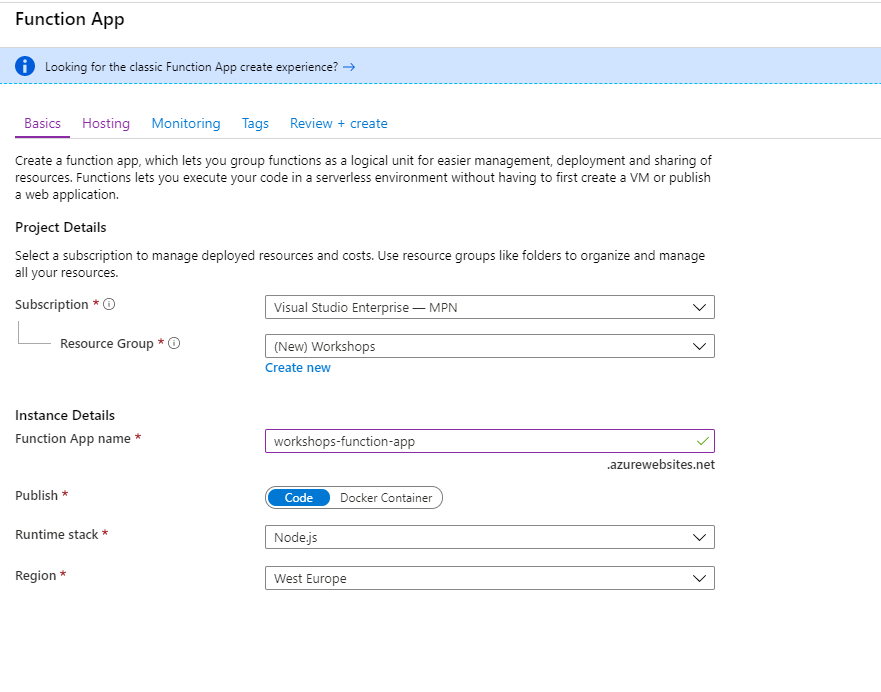 Function App
Looking for the classic Function App create experience? →
Basics Hosting Monitoring Tags Review + create
Create a function app, which lets you group functions as a logical unit for easier management, deployment and sharing of
resources. Functions lets you execute your code in a serverless environment without having to first create a VM or publish
a web application.
Project Details
Select a subscription to manage deployed resources and costs. Use resource groups like folders to organize and manage
all your resources.
Subscription *
Visual Studio Enterprise — MPN
Resource Group *
(New) Workshops
Create new
Instance Details
Function App name *
workshops-function-app
.azurewebsites.net
Publish *
Code Docker Container
Runtime stack *
Node.js
Region *
West Europe